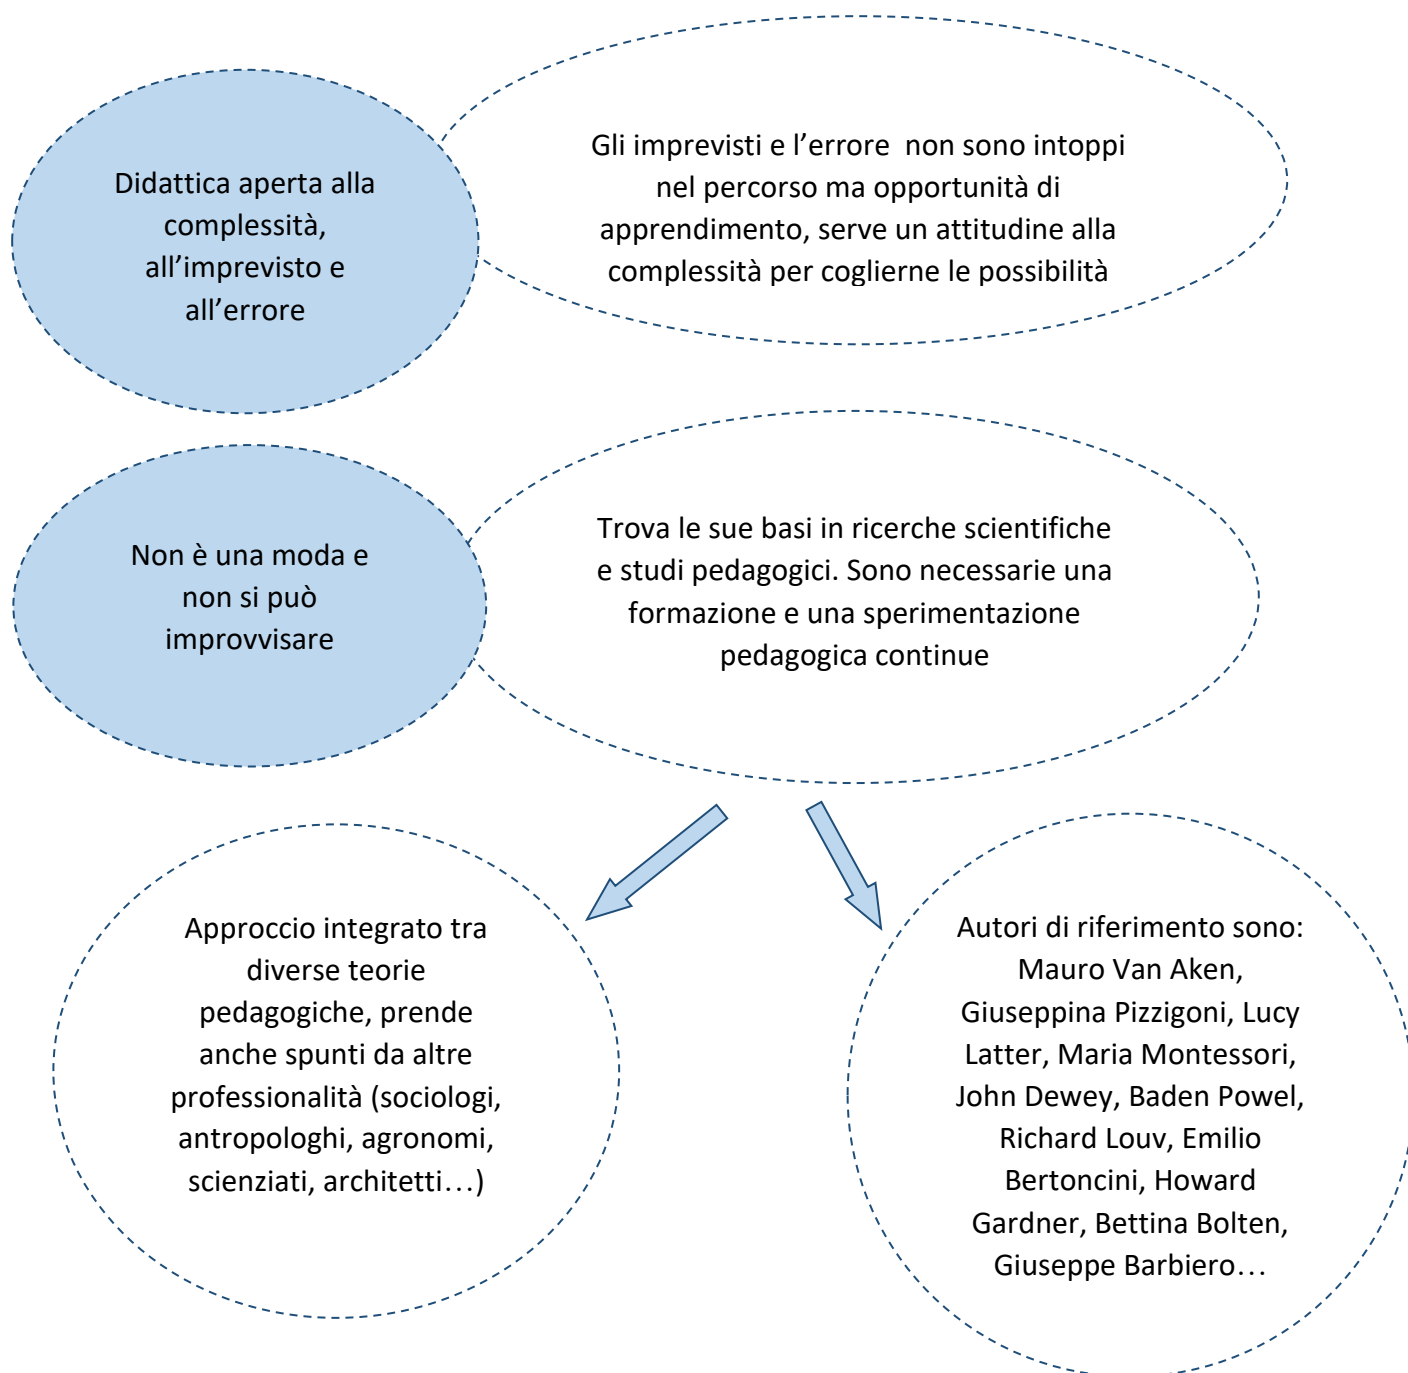 Didattica aperta alla
complessità,
all’imprevisto e
all’errore
Gli imprevisti e l’errore  non sono intoppi
nel percorso ma opportunità di
apprendimento, serve un attitudine alla
complessità per coglierne le possibilità
Non è una moda e
non si può
improvvisare
Trova le sue basi in ricerche scientifiche
e studi pedagogici. Sono necessarie una
formazione e una sperimentazione
pedagogica continue
Approccio integrato tra
diverse teorie
pedagogiche, prende
anche spunti da altre
professionalità (sociologi,
antropologhi, agronomi,
scienziati, architetti…)
Autori di riferimento sono:
Mauro Van Aken,
Giuseppina Pizzigoni, Lucy
Latter, Maria Montessori,
John Dewey, Baden Powel,
Richard Louv, Emilio
Bertoncini, Howard
Gardner, Bettina Bolten,
Giuseppe Barbiero…